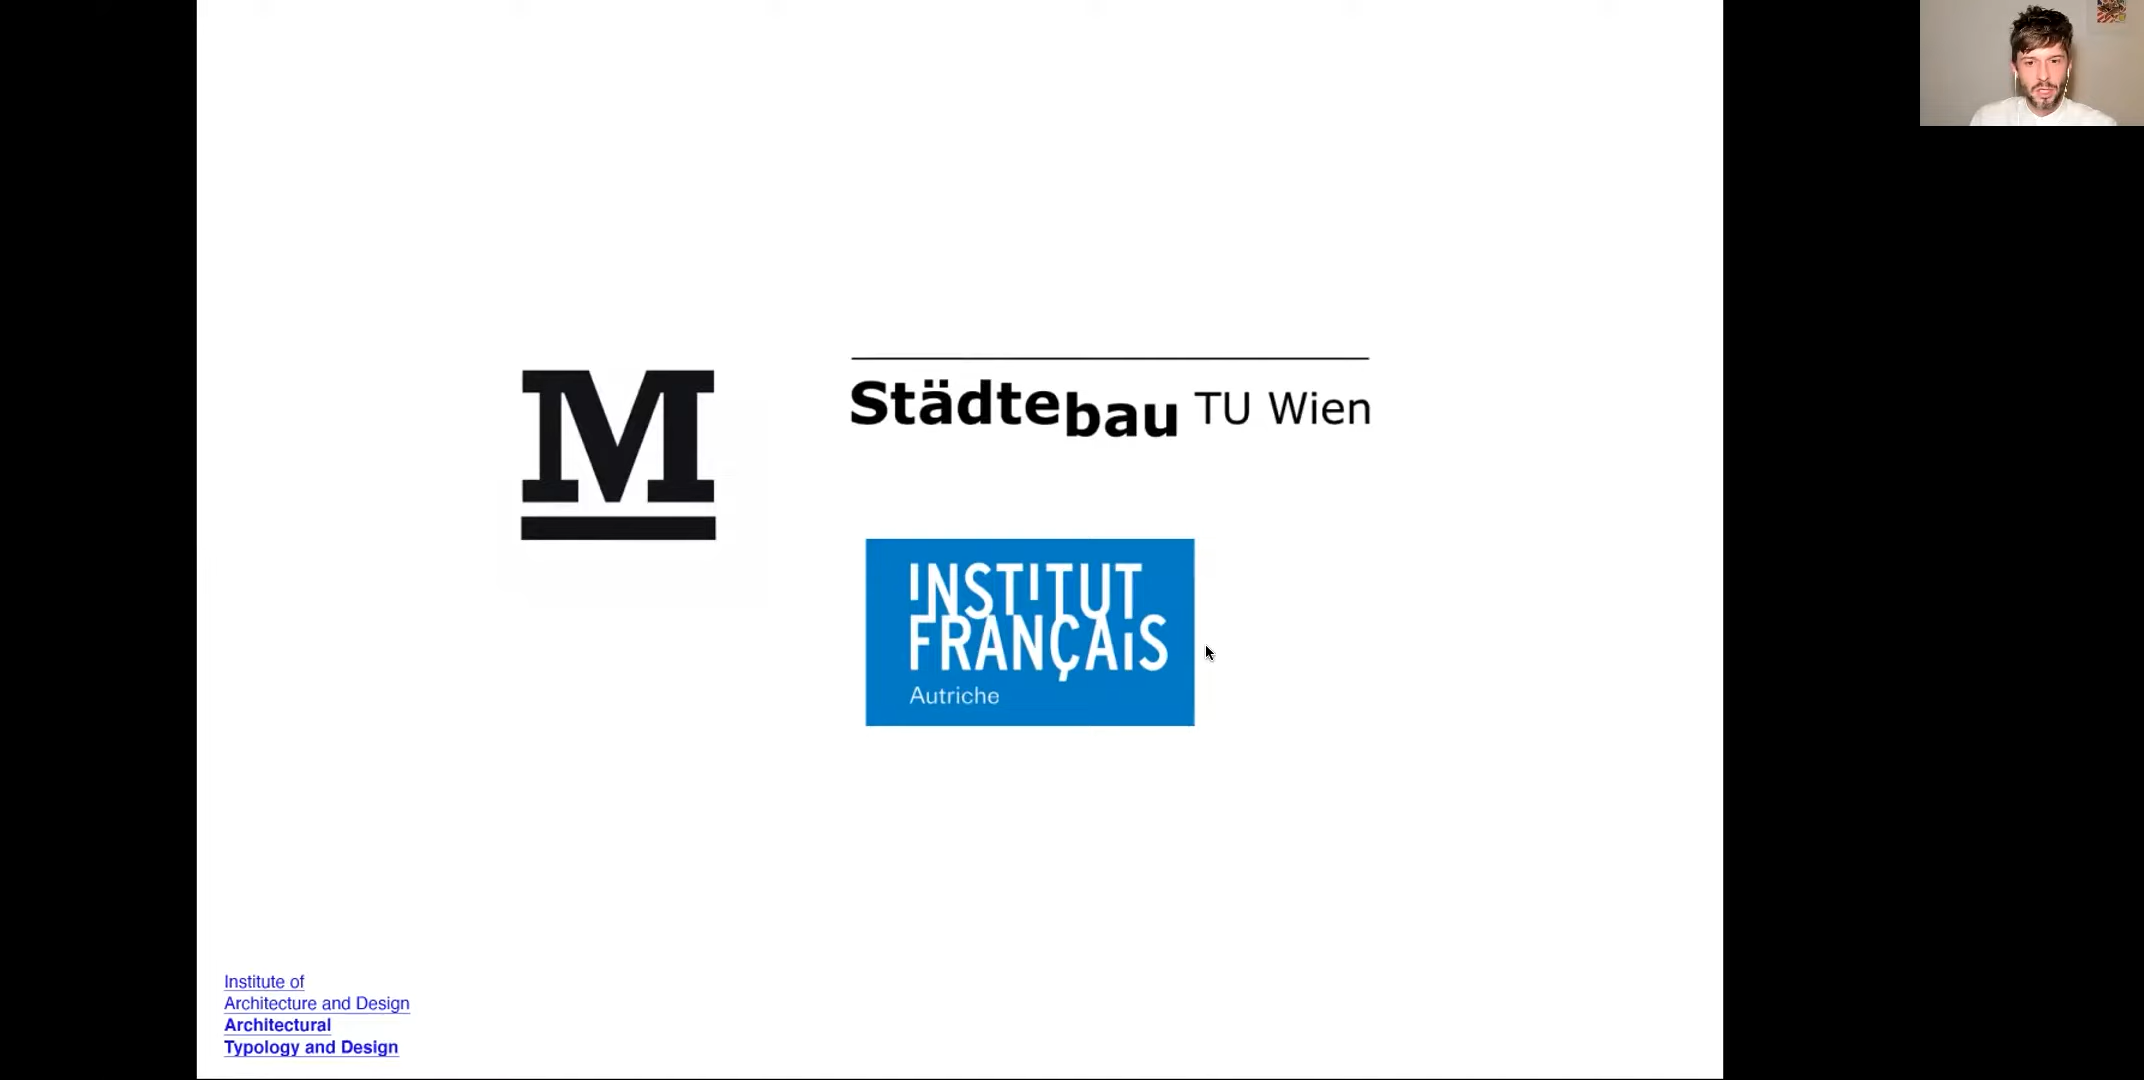 M
Städtebau TU Wien
INSTITUT
FRANÇAIS
Autriche
Institute of
Architecture and Design
Architectural
Typology and Design